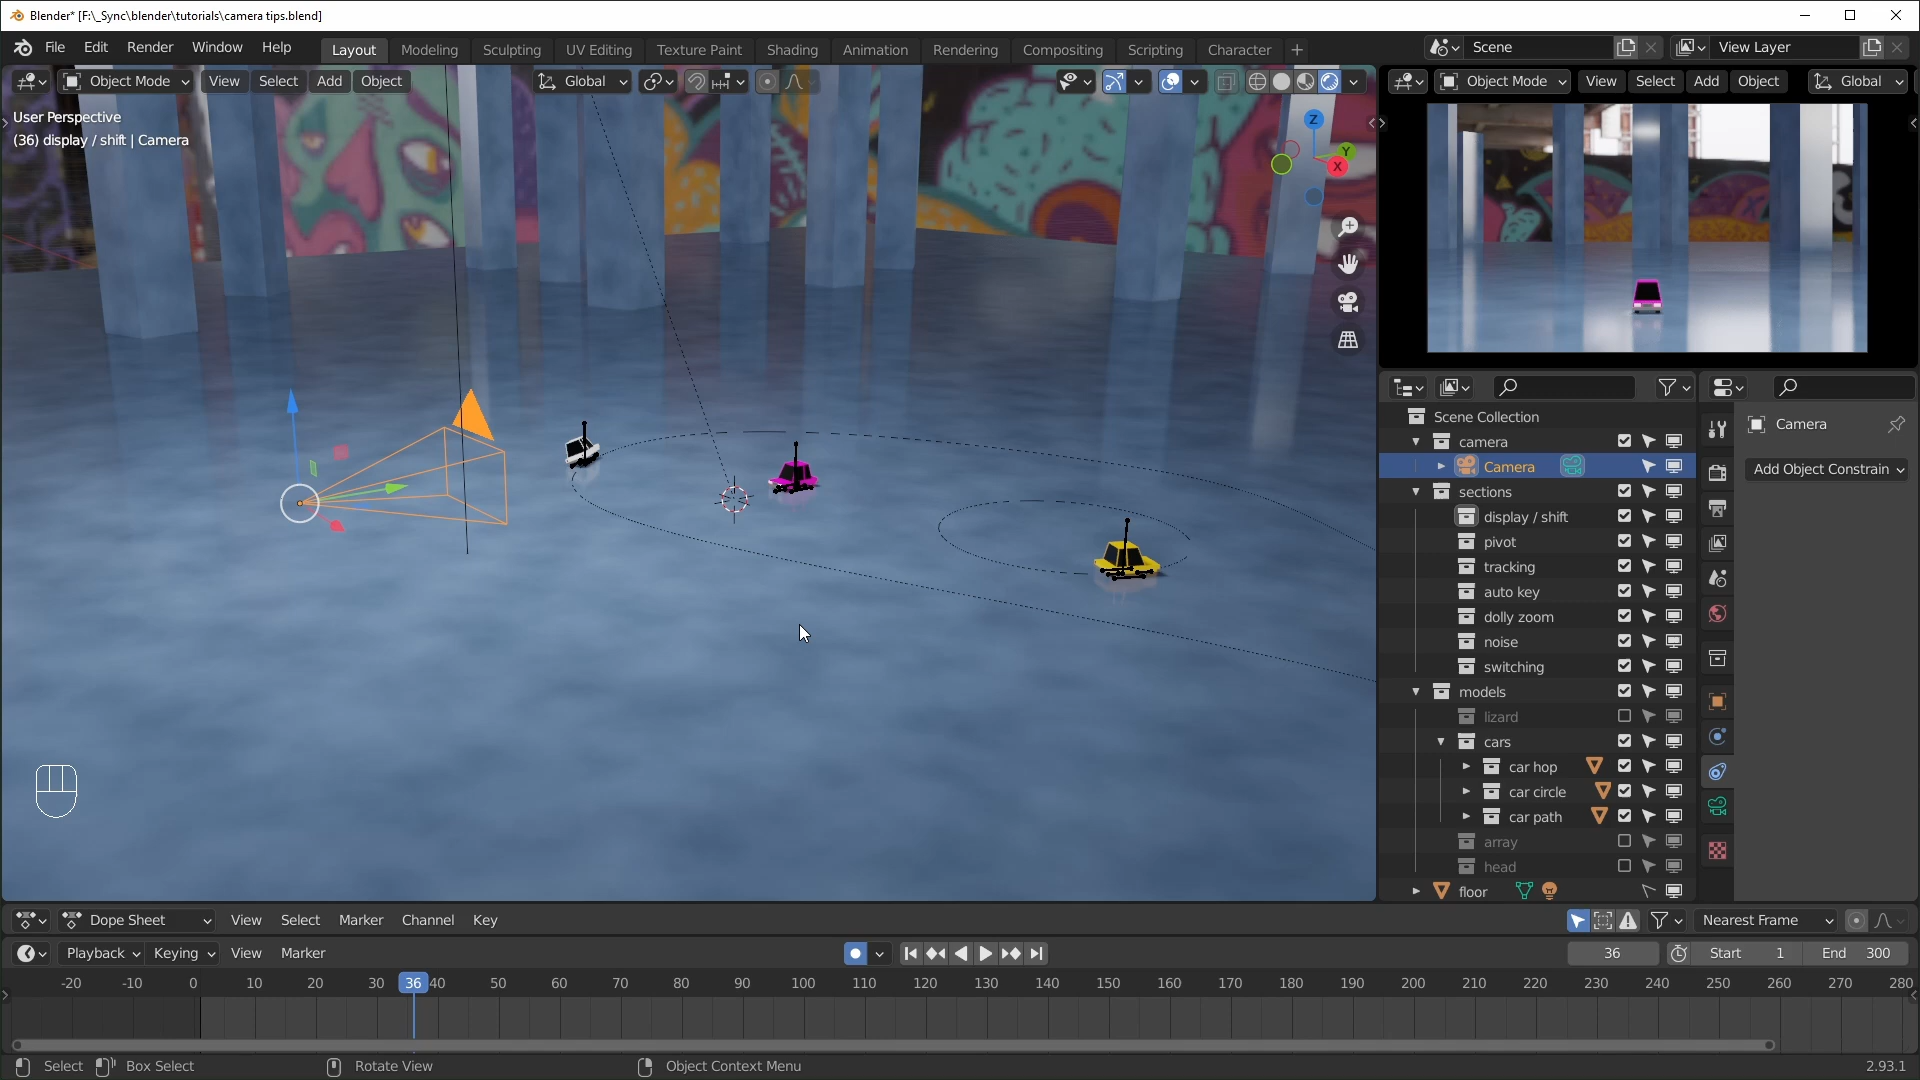 Blender* [F:\_Sync\blender\tutorials\camera tips.blend]
File Edit Render Window Help Layout Modeling Sculpting UV Editing Texture Paint Shading Animation Rendering Compositing Scripting Character + Scene View Layer
Object Mode View Select Add Object Global Object Mode View Select Add Object Global
User Perspective
(36) display / shift | Camera
Z
Y
X
Scene Collection
camera
Camera
sections
display / shift
pivot
tracking
auto key
dolly zoom
noise
switching
models
lizard
cars
car hop
car circle
car path
array
head
floor
Camera
Add Object Constrain
Dope Sheet View Select Marker Channel Key Nearest Frame
Playback Keying View Marker 36 Start 1 End 300
-20 -10 0 10 20 30 36 40 50 60 70 80 90 100 110 120 130 140 150 160 170 180 190 200 210 220 230 240 250 260 270 280
Select Box Select Rotate View Object Context Menu 2.93.1